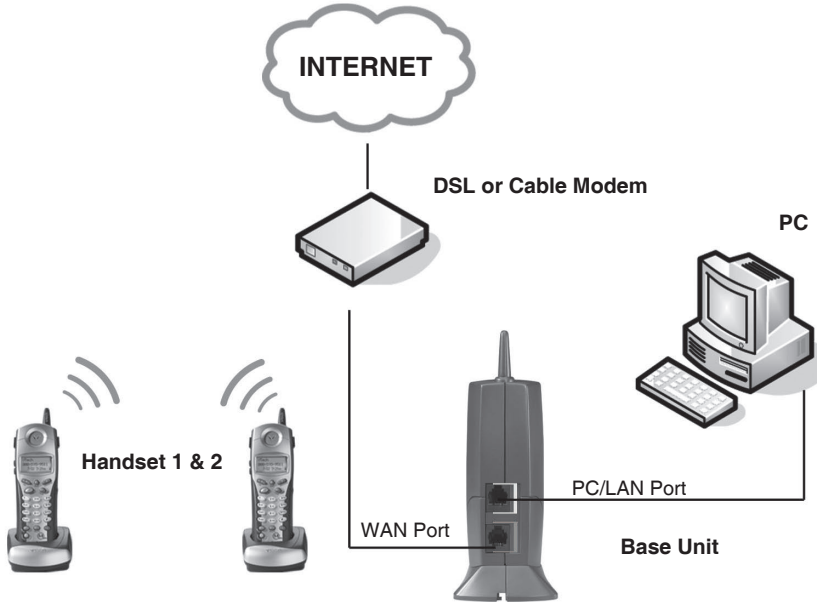 INTERNET
DSL or Cable Modem
PC
Handset 1 & 2
PC/LAN Port
WAN Port
Base Unit